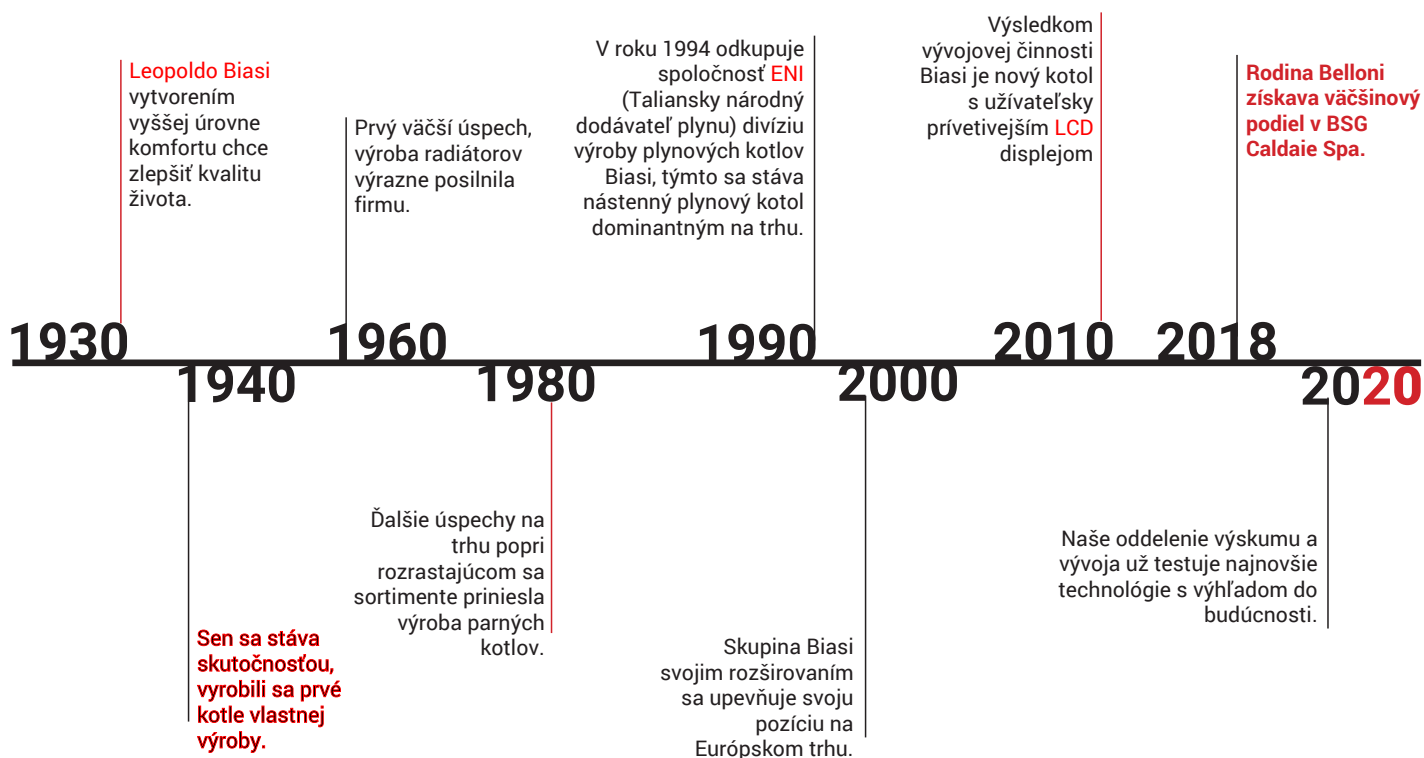 Leopoldo Biasi
vytvorením
vyššej úrovne
komfortu chce
zlepšiť kvalitu
života.
Prvý väčší úspech,
výroba radiátorov
výrazne posilnila
firmu.
V roku 1994 odkupuje
spoločnosť ENI
(Taliansky národný
dodávateľ plynu) divíziu
výroby plynových kotlov
Biasi, týmto sa stáva
nástenný plynový kotol
dominantným na trhu.
Výsledkom
vývojovej činnosti
Biasi je nový kotol
s užívateľsky
prívetivejším LCD
displejom
Rodina Belloni
získava väčšinový
podiel v BSG
Caldaie Spa.
1930 1960 1990 2010 2018
1940 1980 2000 2020
Sen sa stáva
skutočnosťou,
vyrobili sa prvé
kotle vlastnej
výroby.
Ďalšie úspechy na
trhu popri
rozrastajúcom sa
sortimente priniesla
výroba parných
kotlov.
Skupina Biasi
svojim rozširovaním
sa upevňuje svoju
pozíciu na
Európskom trhu.
Naše oddelenie výskumu a
vývoja už testuje najnovšie
technológie s výhľadom do
budúcnosti.